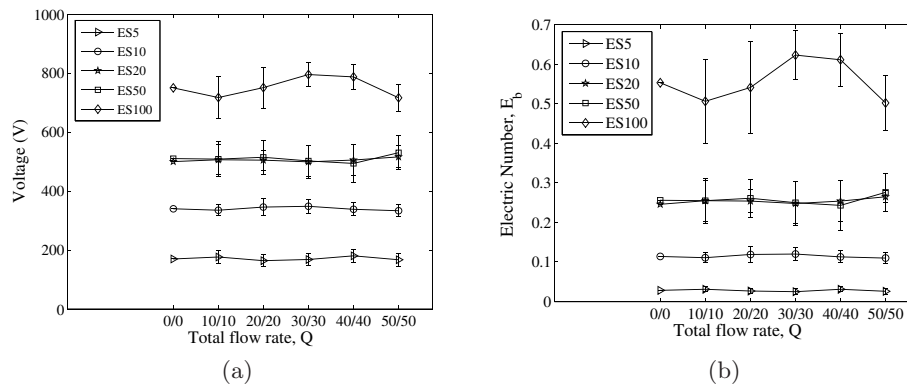 1000
800
600
400
200
0
Voltage (V)
ES5
ES10
ES20
ES50
ES100
0/0 10/10 20/20 30/30 40/40 50/50
Total flow rate, Q
(a)
0.7
0.6
0.5
0.4
0.3
0.2
0.1
0
Electric Number, E_b
ES5
ES10
ES20
ES50
ES100
0/0 10/10 20/20 30/30 40/40 50/50
Total flow rate, Q
(b)